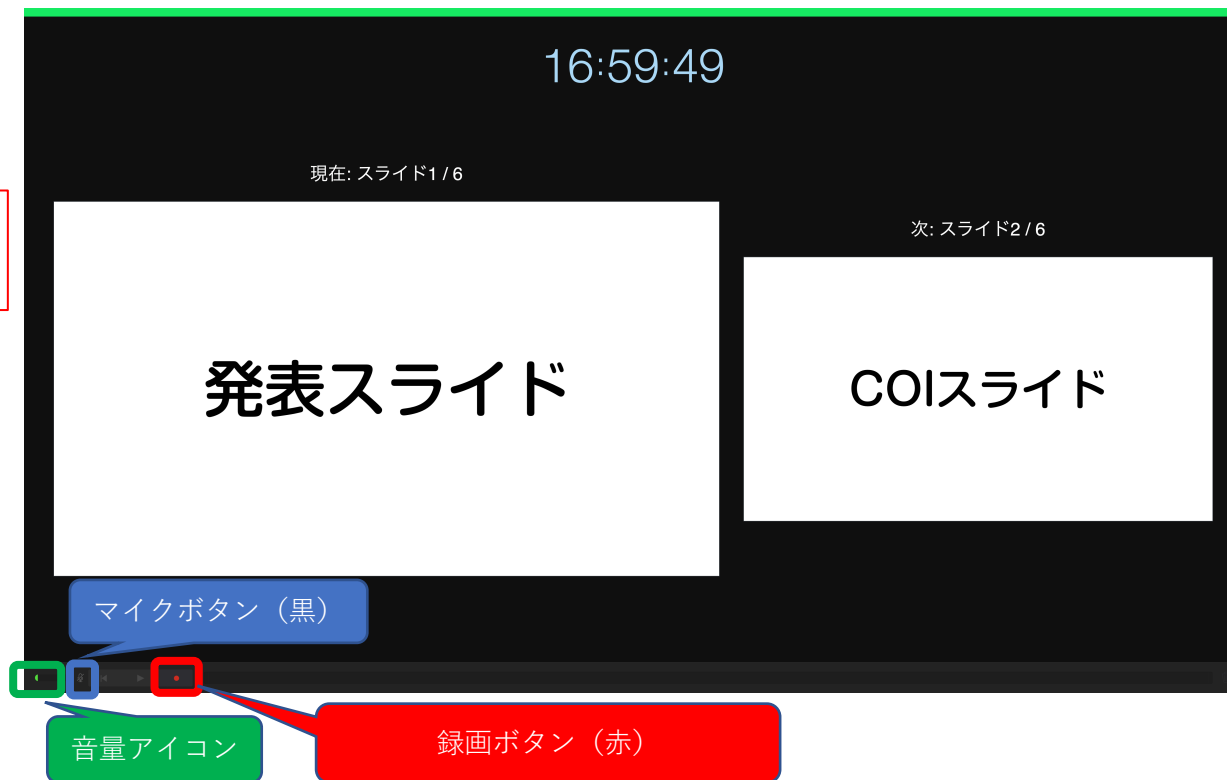 16:59:49
現在: スライド1 / 6
次: スライド2 / 6
発表スライド
COIスライド
マイクボタン（黒）
音量アイコン
録画ボタン（赤）